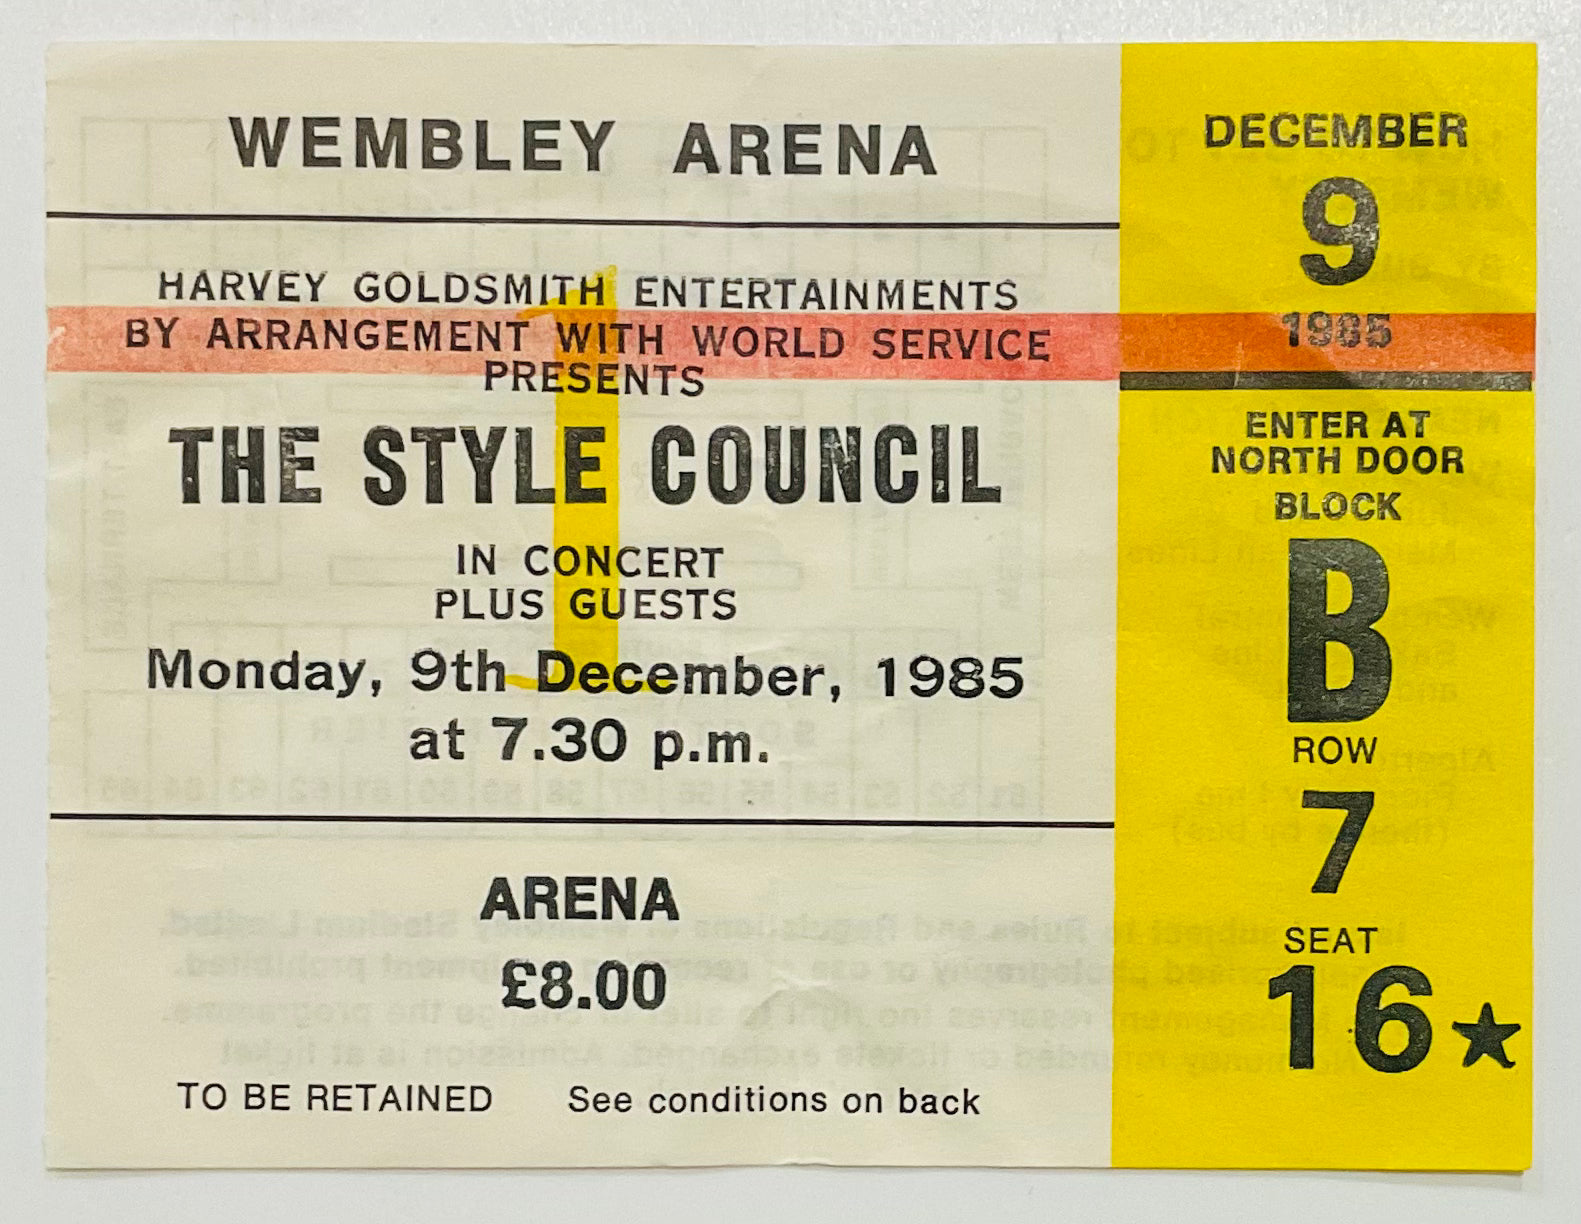 WEMBLEY ARENA
HARVEY GOLDSMITH ENTERTAINMENTS
BY ARRANGEMENT WITH WORLD SERVICE
PRESENTS
THE STYLE COUNCIL
IN CONCERT
PLUS GUESTS
Monday, 9th December, 1985
at 7.30 p.m.
ARENA
£8.00
TO BE RETAINED See conditions on back
1
DECEMBER
9
1985
ENTER AT
NORTH DOOR
BLOCK
B
ROW
7
SEAT
16★